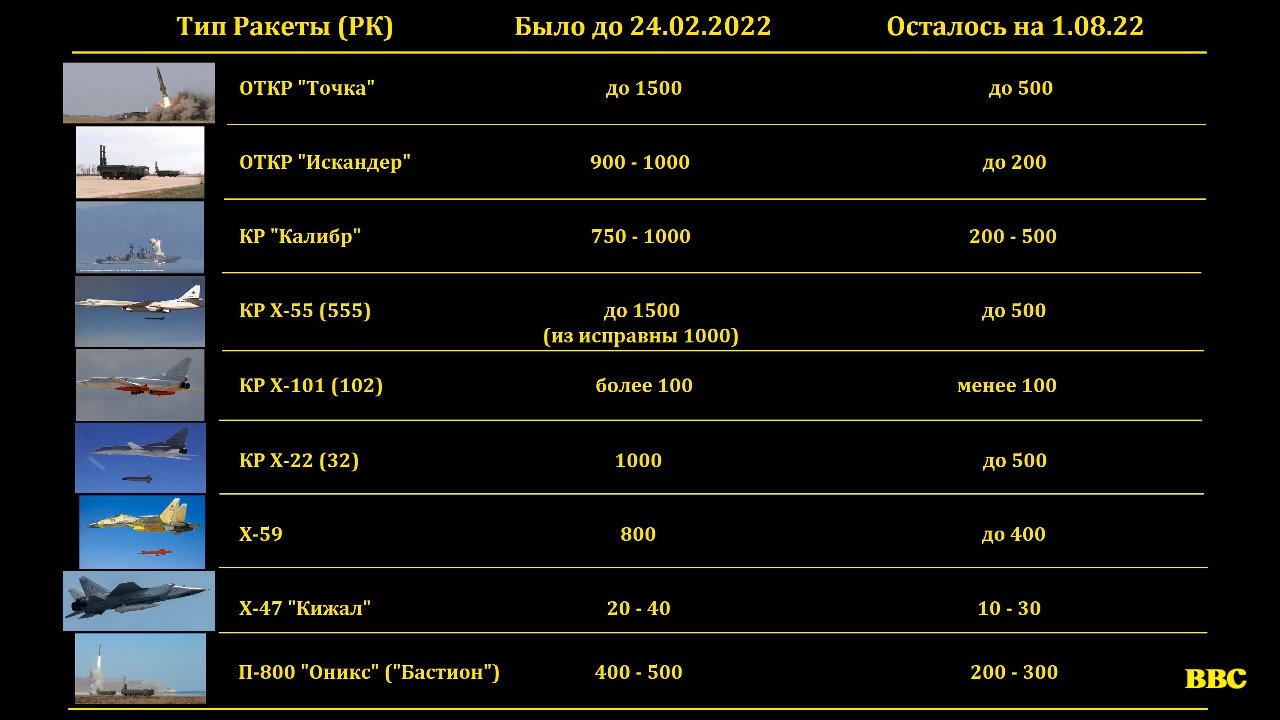 Тип Ракеты (РК) Было до 24.02.2022 Осталось на 1.08.22
ОТКР "Точка" до 1500 до 500
ОТКР "Искандер" 900 - 1000 до 200
КР "Калибр" 750 - 1000 200 - 500
КР Х-55 (555) до 1500 до 500
(из исправны 1000)
КР Х-101 (102) более 100 менее 100
КР Х-22 (32) 1000 до 500
Х-59 800 до 400
Х-47 "Кижал" 20 - 40 10 - 30
П-800 "Оникс" ("Бастион") 400 - 500 200 - 300
BBC